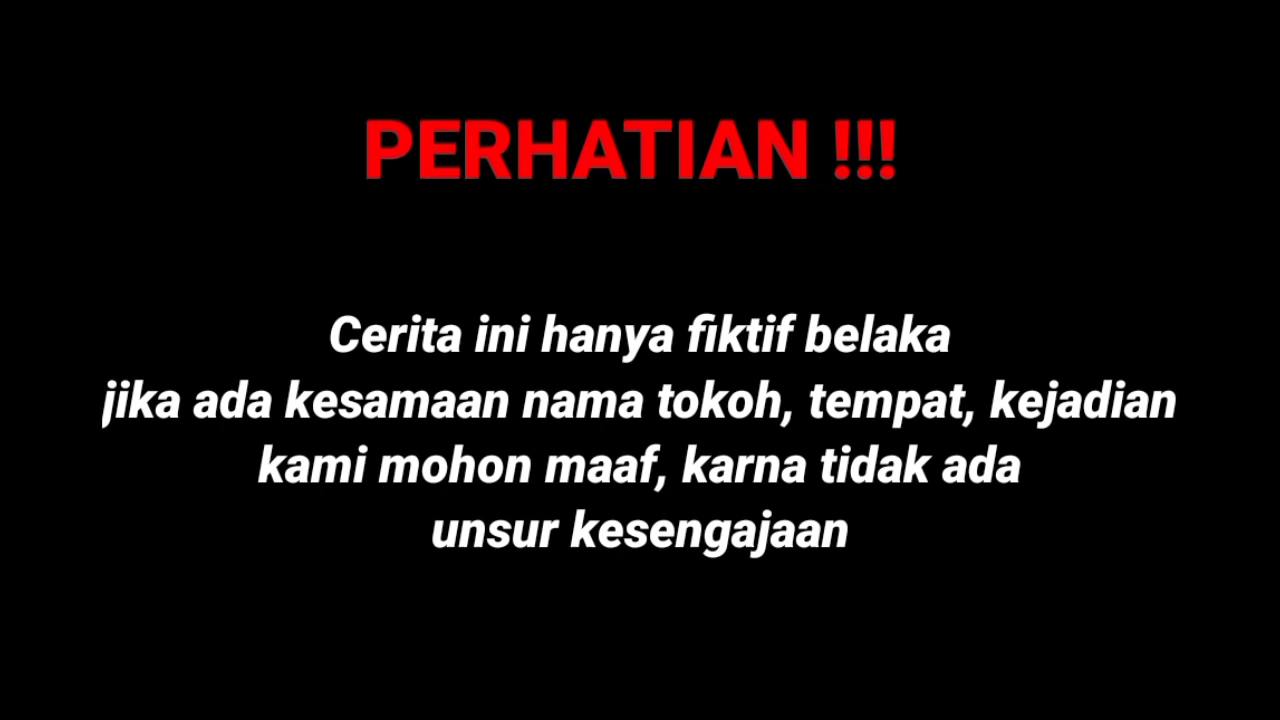 PERHATIAN !!!
Cerita ini hanya fiktif belaka
jika ada kesamaan nama tokoh, tempat, kejadian
kami mohon maaf, karna tidak ada
unsur kesengajaan